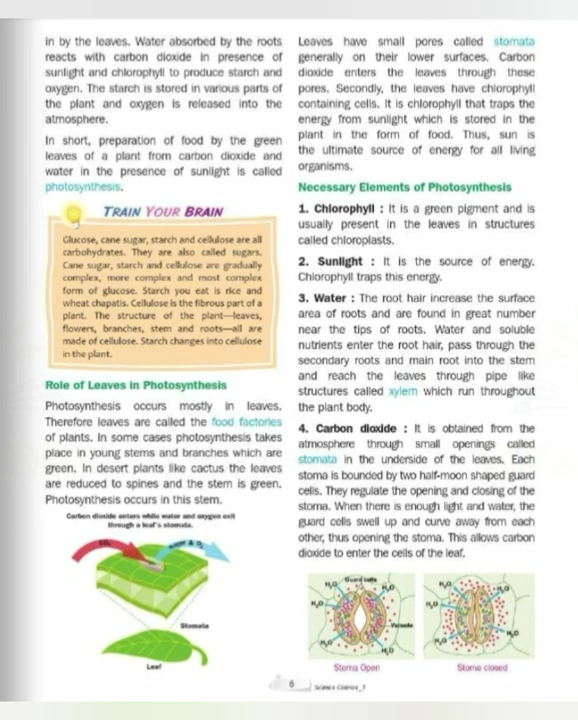 in by the leaves. Water absorbed by the roots
reacts with carbon dioxide in presence of
sunlight and chlorophyll to produce starch and
oxygen. The starch is stored in various parts of
the plant and oxygen is released into the
atmosphere.
In short, preparation of food by the green
leaves of a plant from carbon dioxide and
water in the presence of sunlight is called
photosynthesis.
TRAIN YOUR BRAIN
Glucose, cane sugar, starch and cellulose are all
carbohydrates. They are also called sugars.
Cane sugar, starch and cellulose are gradually
complex, more complex and most complex
form of glucose. Starch you eat is rice and
wheat chapatis. Cellulose is the fibrous part of a
plant. The structure of the plant—leaves,
flowers, branches, stem and roots—all are
made of cellulose. Starch changes into cellulose
in the plant.
Role of Leaves in Photosynthesis
Photosynthesis occurs mostly in leaves.
Therefore leaves are called the food factories
of plants. In some cases photosynthesis takes
place in young stems and branches which are
green. In desert plants like cactus the leaves
are reduced to spines and the stem is green.
Photosynthesis occurs in this stem.
Carbon dioxide enters while water and oxygen exit
through a leaf's stomata.
CO₂
water & O₂
Stomata
Leaf
Leaves have small pores called stomata
generally on their lower surfaces. Carbon
dioxide enters the leaves through these
pores. Secondly, the leaves have chlorophyll
containing cells. It is chlorophyll that traps the
energy from sunlight which is stored in the
plant in the form of food. Thus, sun is
the ultimate source of energy for all living
organisms.
Necessary Elements of Photosynthesis
1. Chlorophyll : It is a green pigment and is
usually present in the leaves in structures
called chloroplasts.
2. Sunlight : It is the source of energy.
Chlorophyll traps this energy.
3. Water : The root hair increase the surface
area of roots and are found in great number
near the tips of roots. Water and soluble
nutrients enter the root hair, pass through the
secondary roots and main root into the stem
and reach the leaves through pipe like
structures called xylem which run throughout
the plant body.
4. Carbon dioxide : It is obtained from the
atmosphere through small openings called
stomata in the underside of the leaves. Each
stoma is bounded by two half-moon shaped guard
cells. They regulate the opening and closing of the
stoma. When there is enough light and water, the
guard cells swell up and curve away from each
other, thus opening the stoma. This allows carbon
dioxide to enter the cells of the leaf.
Guard cells
H₂O
H₂O
H₂O
Vacuole
H₂O
H₂O
Stoma Open
H₂O
H₂O
H₂O
H₂O
H₂O
Stoma closed
6
Science Cosmos_7